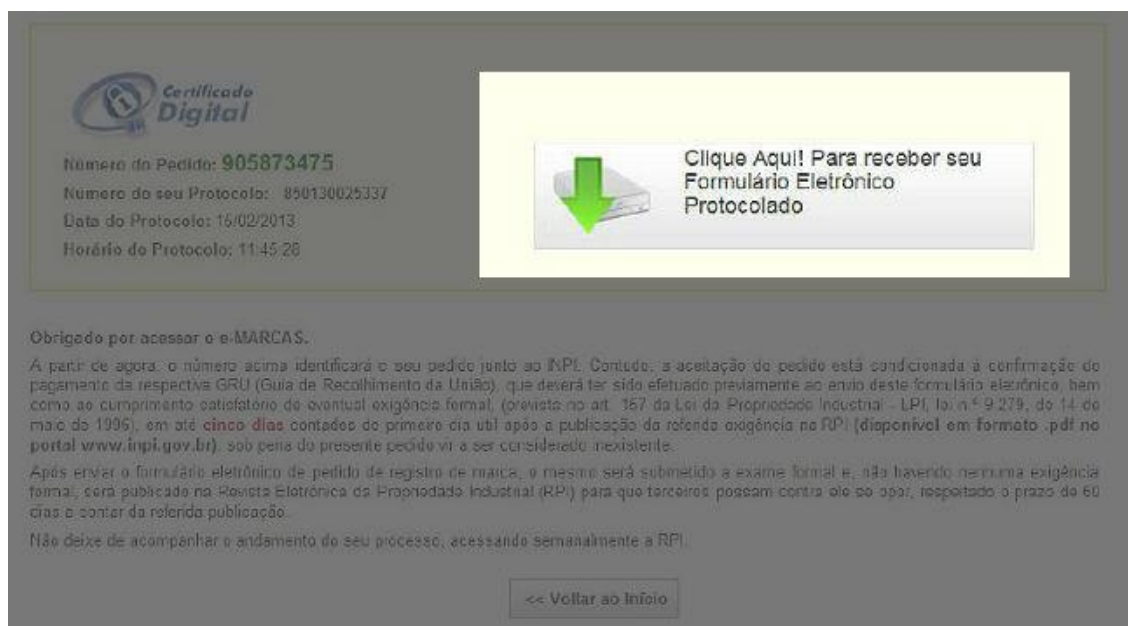 Certificado
Digital
Número do Pedido: 905873475
Número do seu Protocolo: 850130025337
Data do Protocolo: 15/02/2013
Horário do Protocolo: 11:45:28
Clique Aqui! Para receber seu
Formulário Eletrônico
Protocolado
Obrigado por acessar o e-MARCAS.
A partir de agora, o número acima identificará o seu pedido junto ao INPI. Contudo, a aceitação do pedido está condicionada à confirmação do
pagamento da respectiva GRU (Guia de Recolhimento da União), que deverá ter sido efetuado previamente ao envio deste formulário eletrônico, bem
como ao cumprimento satisfatório de eventual exigência formal, (prevista no art. 157 da Lei da Propriedade Industrial - LPI, lei n.º 9.279, de 14 de
maio de 1996), em até cinco dias contados do primeiro dia útil após a publicação da referida exigência na RPI (disponível em formato .pdf no
portal www.inpi.gov.br), sob pena do presente pedido vir a ser considerado inexistente.
Após enviar o formulário eletrônico de pedido de registro de marca, o mesmo será submetido a exame formal e, não havendo nenhuma exigência
formal, será publicado na Revista Eletrônica da Propriedade Industrial (RPI) para que terceiros possam contra ele se opor, respeitado o prazo de 60
dias a contar da referida publicação.
Não deixe de acompanhar o andamento do seu processo, acessando semanalmente a RPI.
<< Voltar ao Início